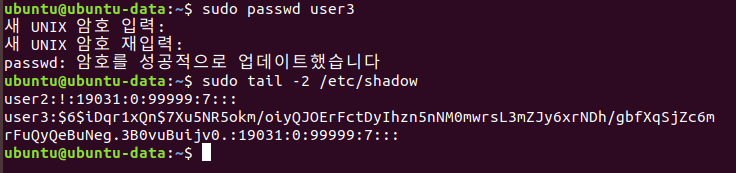 ubuntu@ubuntu-data:~$ sudo passwd user3
새 UNIX 암호 입력:
새 UNIX 암호 재입력:
passwd: 암호를 성공적으로 업데이트했습니다
ubuntu@ubuntu-data:~$ sudo tail -2 /etc/shadow
user2:!:19031:0:99999:7:::
user3:$6$iDqr1xQn$7Xu5NR5okm/oiyQJOErFctDyIhzn5nNM0mwrsL3mZJy6xrNDh/gbfXqSjZc6m
rFuQyQeBuNeg.3B0vuBuijv0.:19031:0:99999:7:::
ubuntu@ubuntu-data:~$